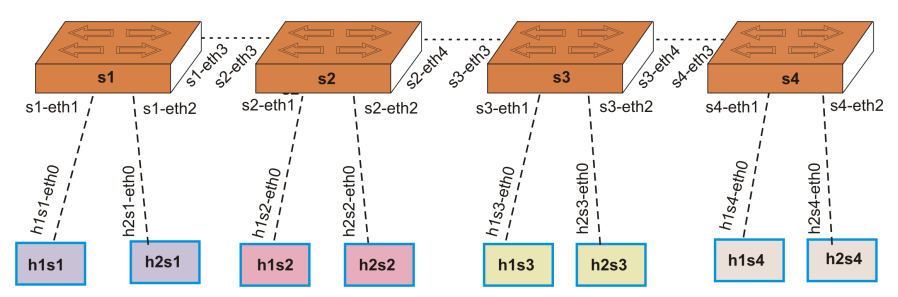 s1
s2
s3
s4
s1-eth3
s2-eth3
s2-eth4
s3-eth3
s3-eth4
s4-eth3
s1-eth1
s1-eth2
s2-eth1
s2-eth2
s3-eth1
s3-eth2
s4-eth1
s4-eth2
h1s1-eth0
h2s1-eth0
h1s2-eth0
h2s2-eth0
h1s3-eth0
h2s3-eth0
h1s4-eth0
h2s4-eth0
h1s1
h2s1
h1s2
h2s2
h1s3
h2s3
h1s4
h2s4